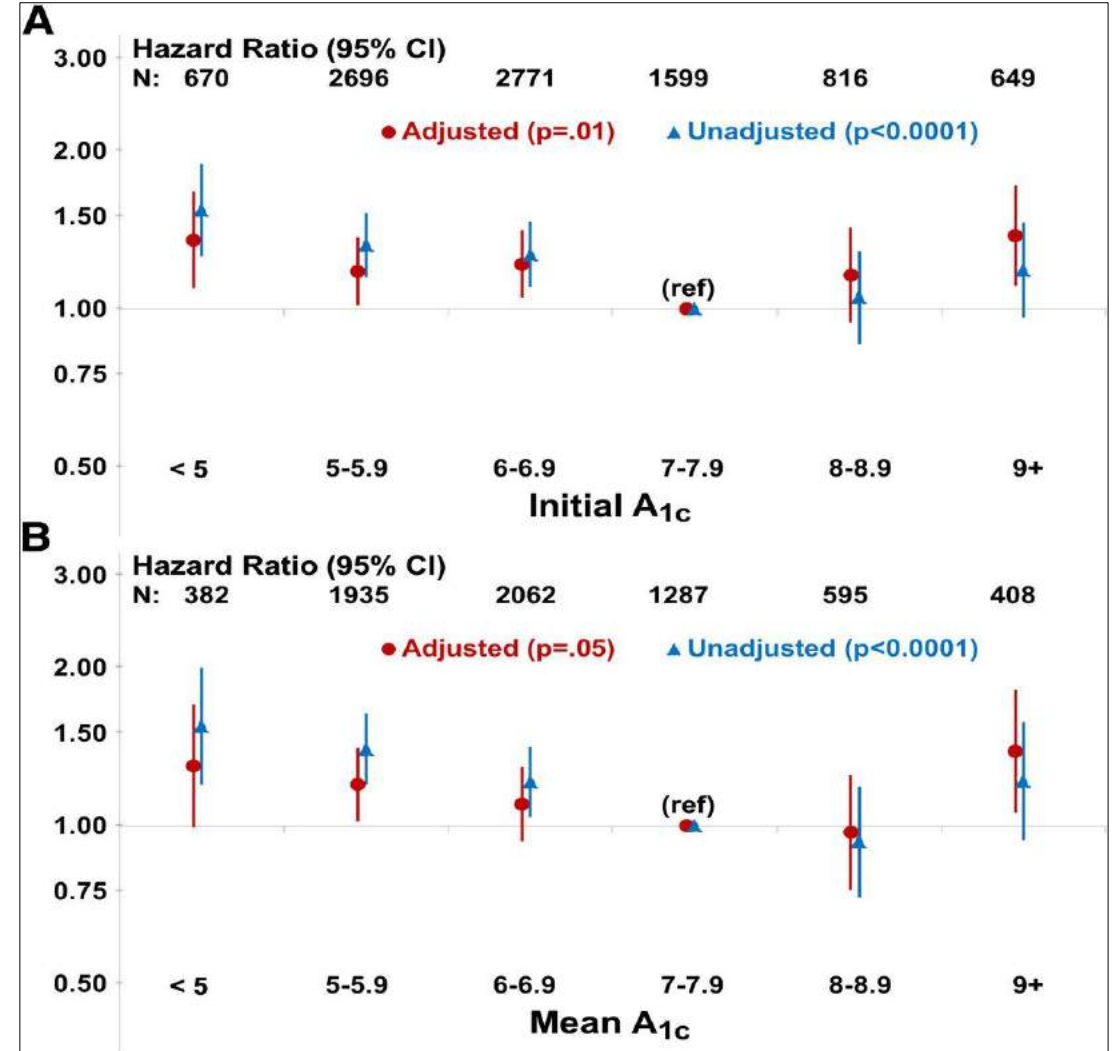 A
Hazard Ratio (95% CI)
3.00
N: 670 2696 2771 1599 816 649
Adjusted (p=.01) Unadjusted (p<0.0001)
2.00
1.50
(ref)
1.00
0.75
0.50
< 5 5-5.9 6-6.9 7-7.9 8-8.9 9+
Initial A1c
B
Hazard Ratio (95% CI)
3.00
N: 382 1935 2062 1287 595 408
Adjusted (p=.05) Unadjusted (p<0.0001)
2.00
1.50
(ref)
1.00
0.75
0.50
< 5 5-5.9 6-6.9 7-7.9 8-8.9 9+
Mean A1c